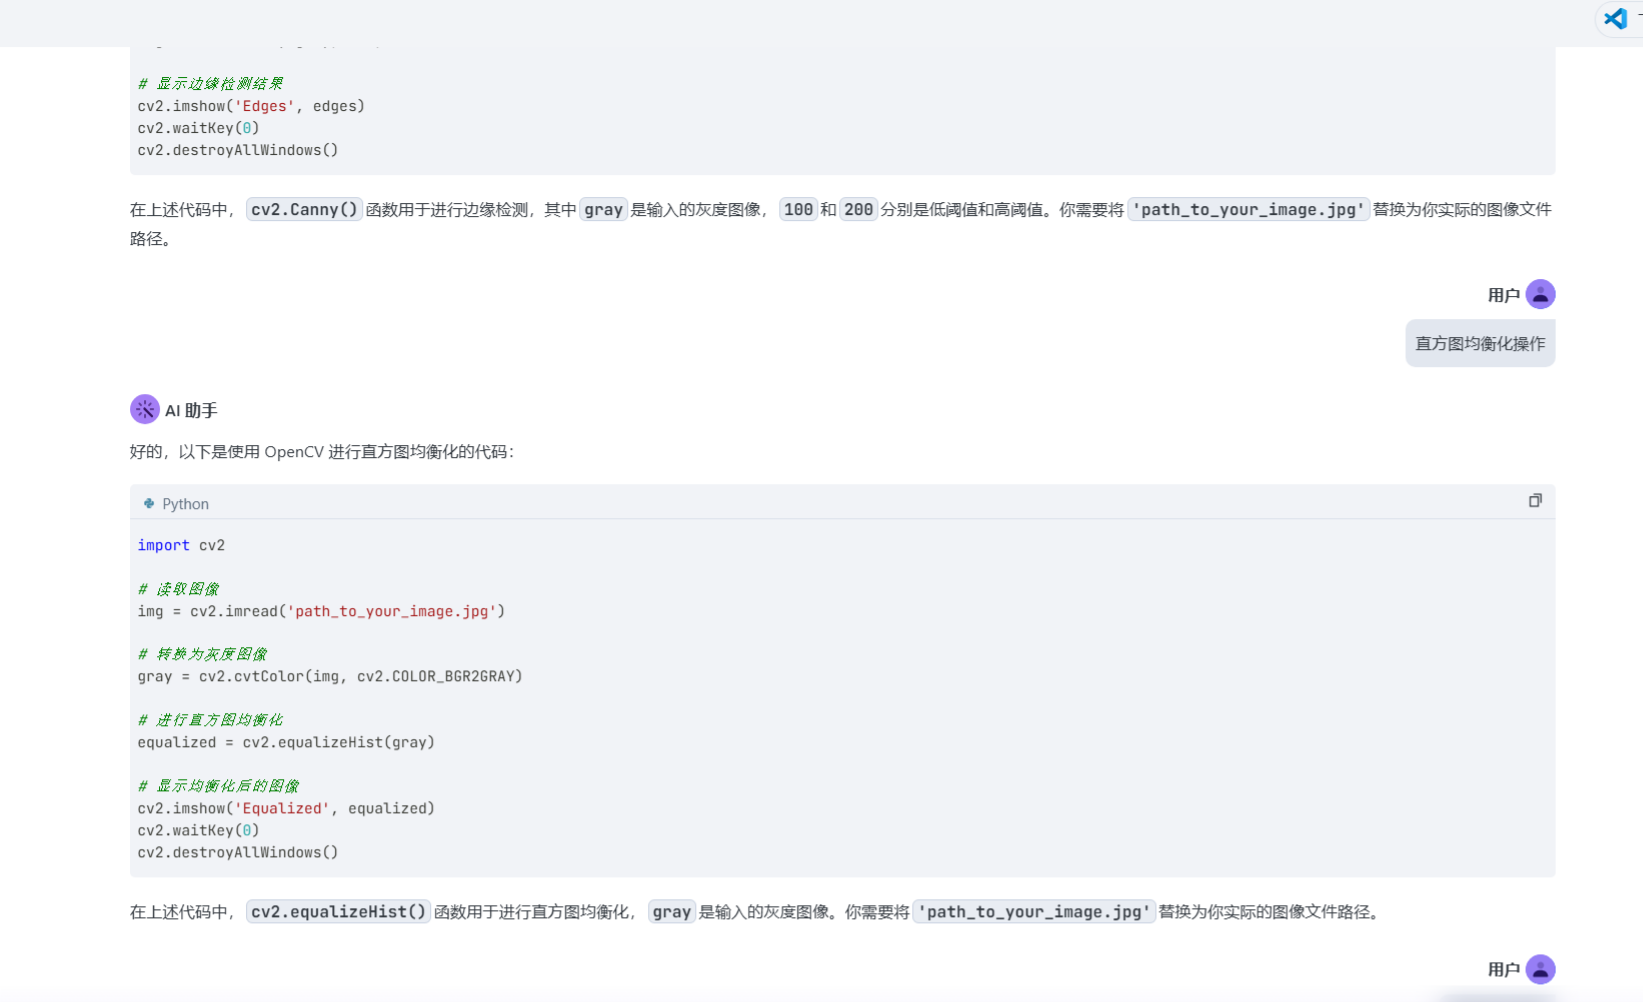 # 显示边缘检测结果
cv2.imshow('Edges', edges)
cv2.waitKey(0)
cv2.destroyAllWindows()
在上述代码中， cv2.Canny() 函数用于进行边缘检测，其中 gray 是输入的灰度图像， 100 和 200 分别是低阈值和高阈值。你需要将 'path_to_your_image.jpg' 替换为你实际的图像文件
路径。
用户
直方图均衡化操作
AI 助手
好的，以下是使用 OpenCV 进行直方图均衡化的代码：
Python
import cv2
# 读取图像
img = cv2.imread('path_to_your_image.jpg')
# 转换为灰度图像
gray = cv2.cvtColor(img, cv2.COLOR_BGR2GRAY)
# 进行直方图均衡化
equalized = cv2.equalizeHist(gray)
# 显示均衡化后的图像
cv2.imshow('Equalized', equalized)
cv2.waitKey(0)
cv2.destroyAllWindows()
在上述代码中， cv2.equalizeHist() 函数用于进行直方图均衡化， gray 是输入的灰度图像。你需要将 'path_to_your_image.jpg' 替换为你实际的图像文件路径。
用户